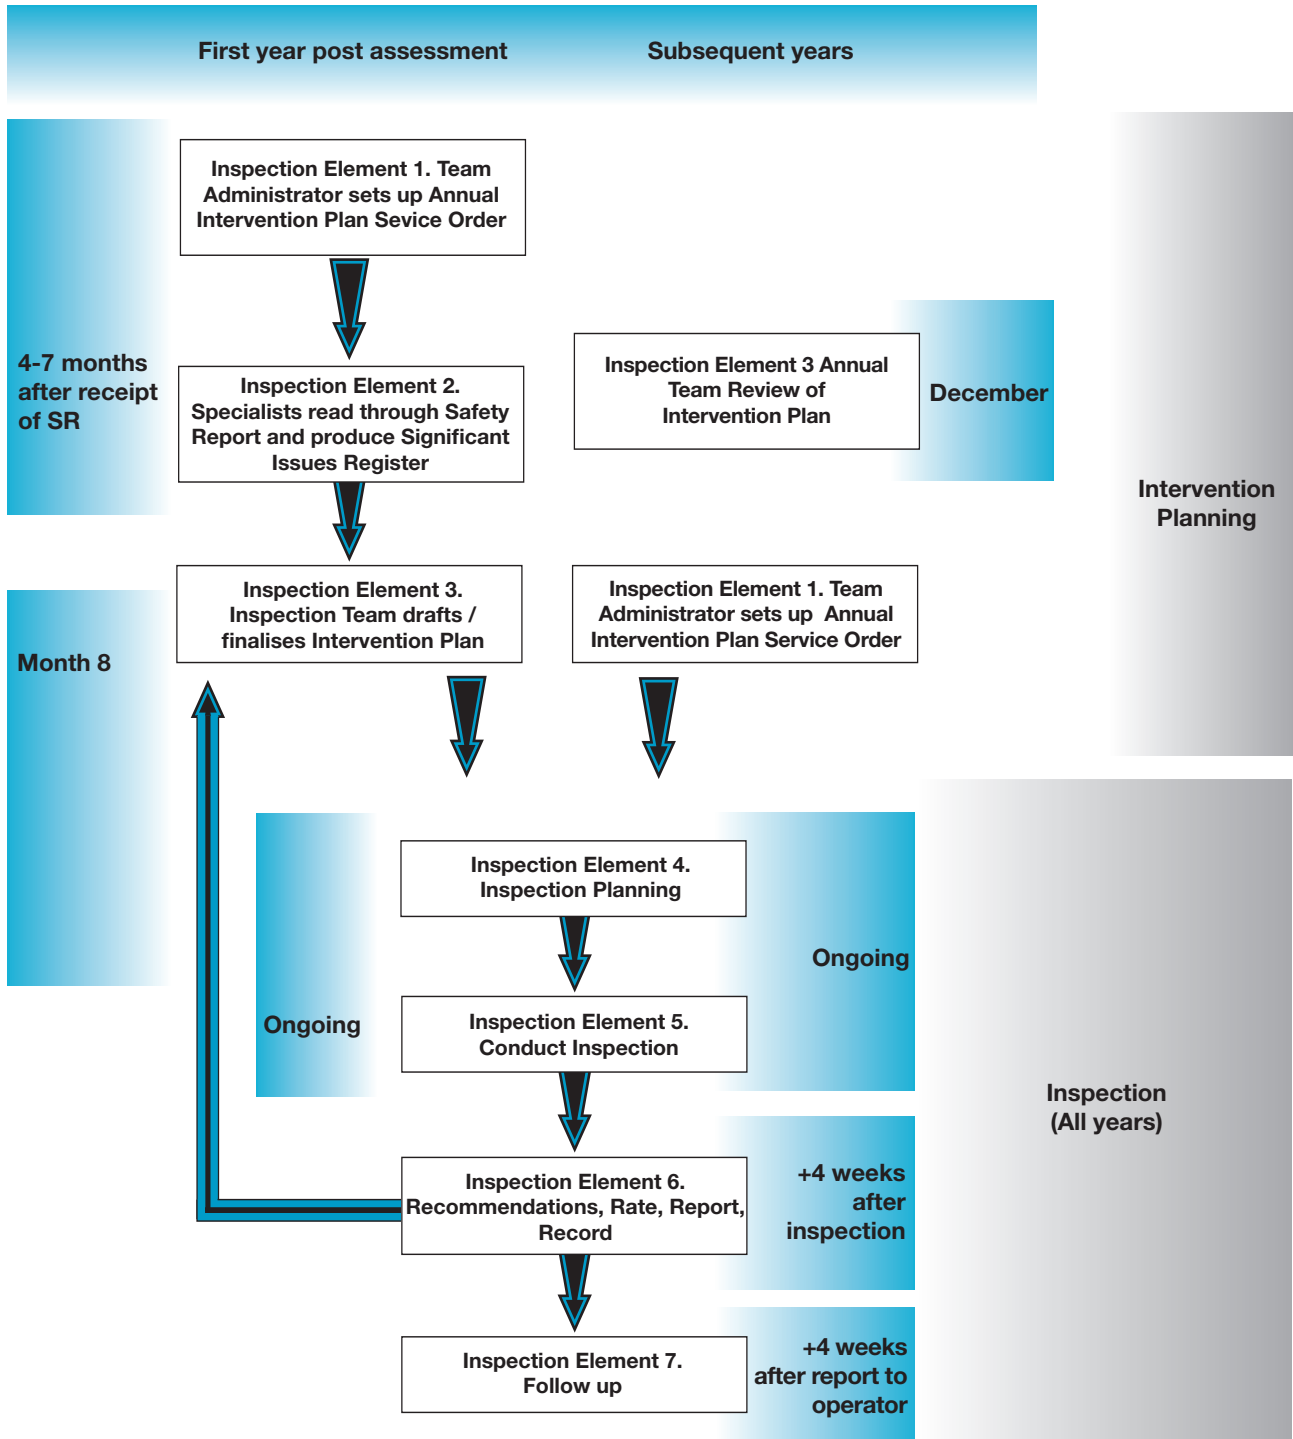 First year post assessment
Subsequent years
Inspection Element 1. Team
Administrator sets up Annual
Intervention Plan Sevice Order
4-7 months
after receipt
of SR
Inspection Element 2.
Specialists read through Safety
Report and produce Significant
Issues Register
Inspection Element 3 Annual
Team Review of
Intervention Plan
December
Intervention
Planning
Month 8
Inspection Element 3.
Inspection Team drafts /
finalises Intervention Plan
Inspection Element 1. Team
Administrator sets up  Annual
Intervention Plan Service Order
Ongoing
Inspection Element 4.
Inspection Planning
Ongoing
Inspection Element 5.
Conduct Inspection
Inspection
(All years)
Inspection Element 6.
Recommendations, Rate, Report,
Record
+4 weeks
after
inspection
Inspection Element 7.
Follow up
+4 weeks
after report to
operator